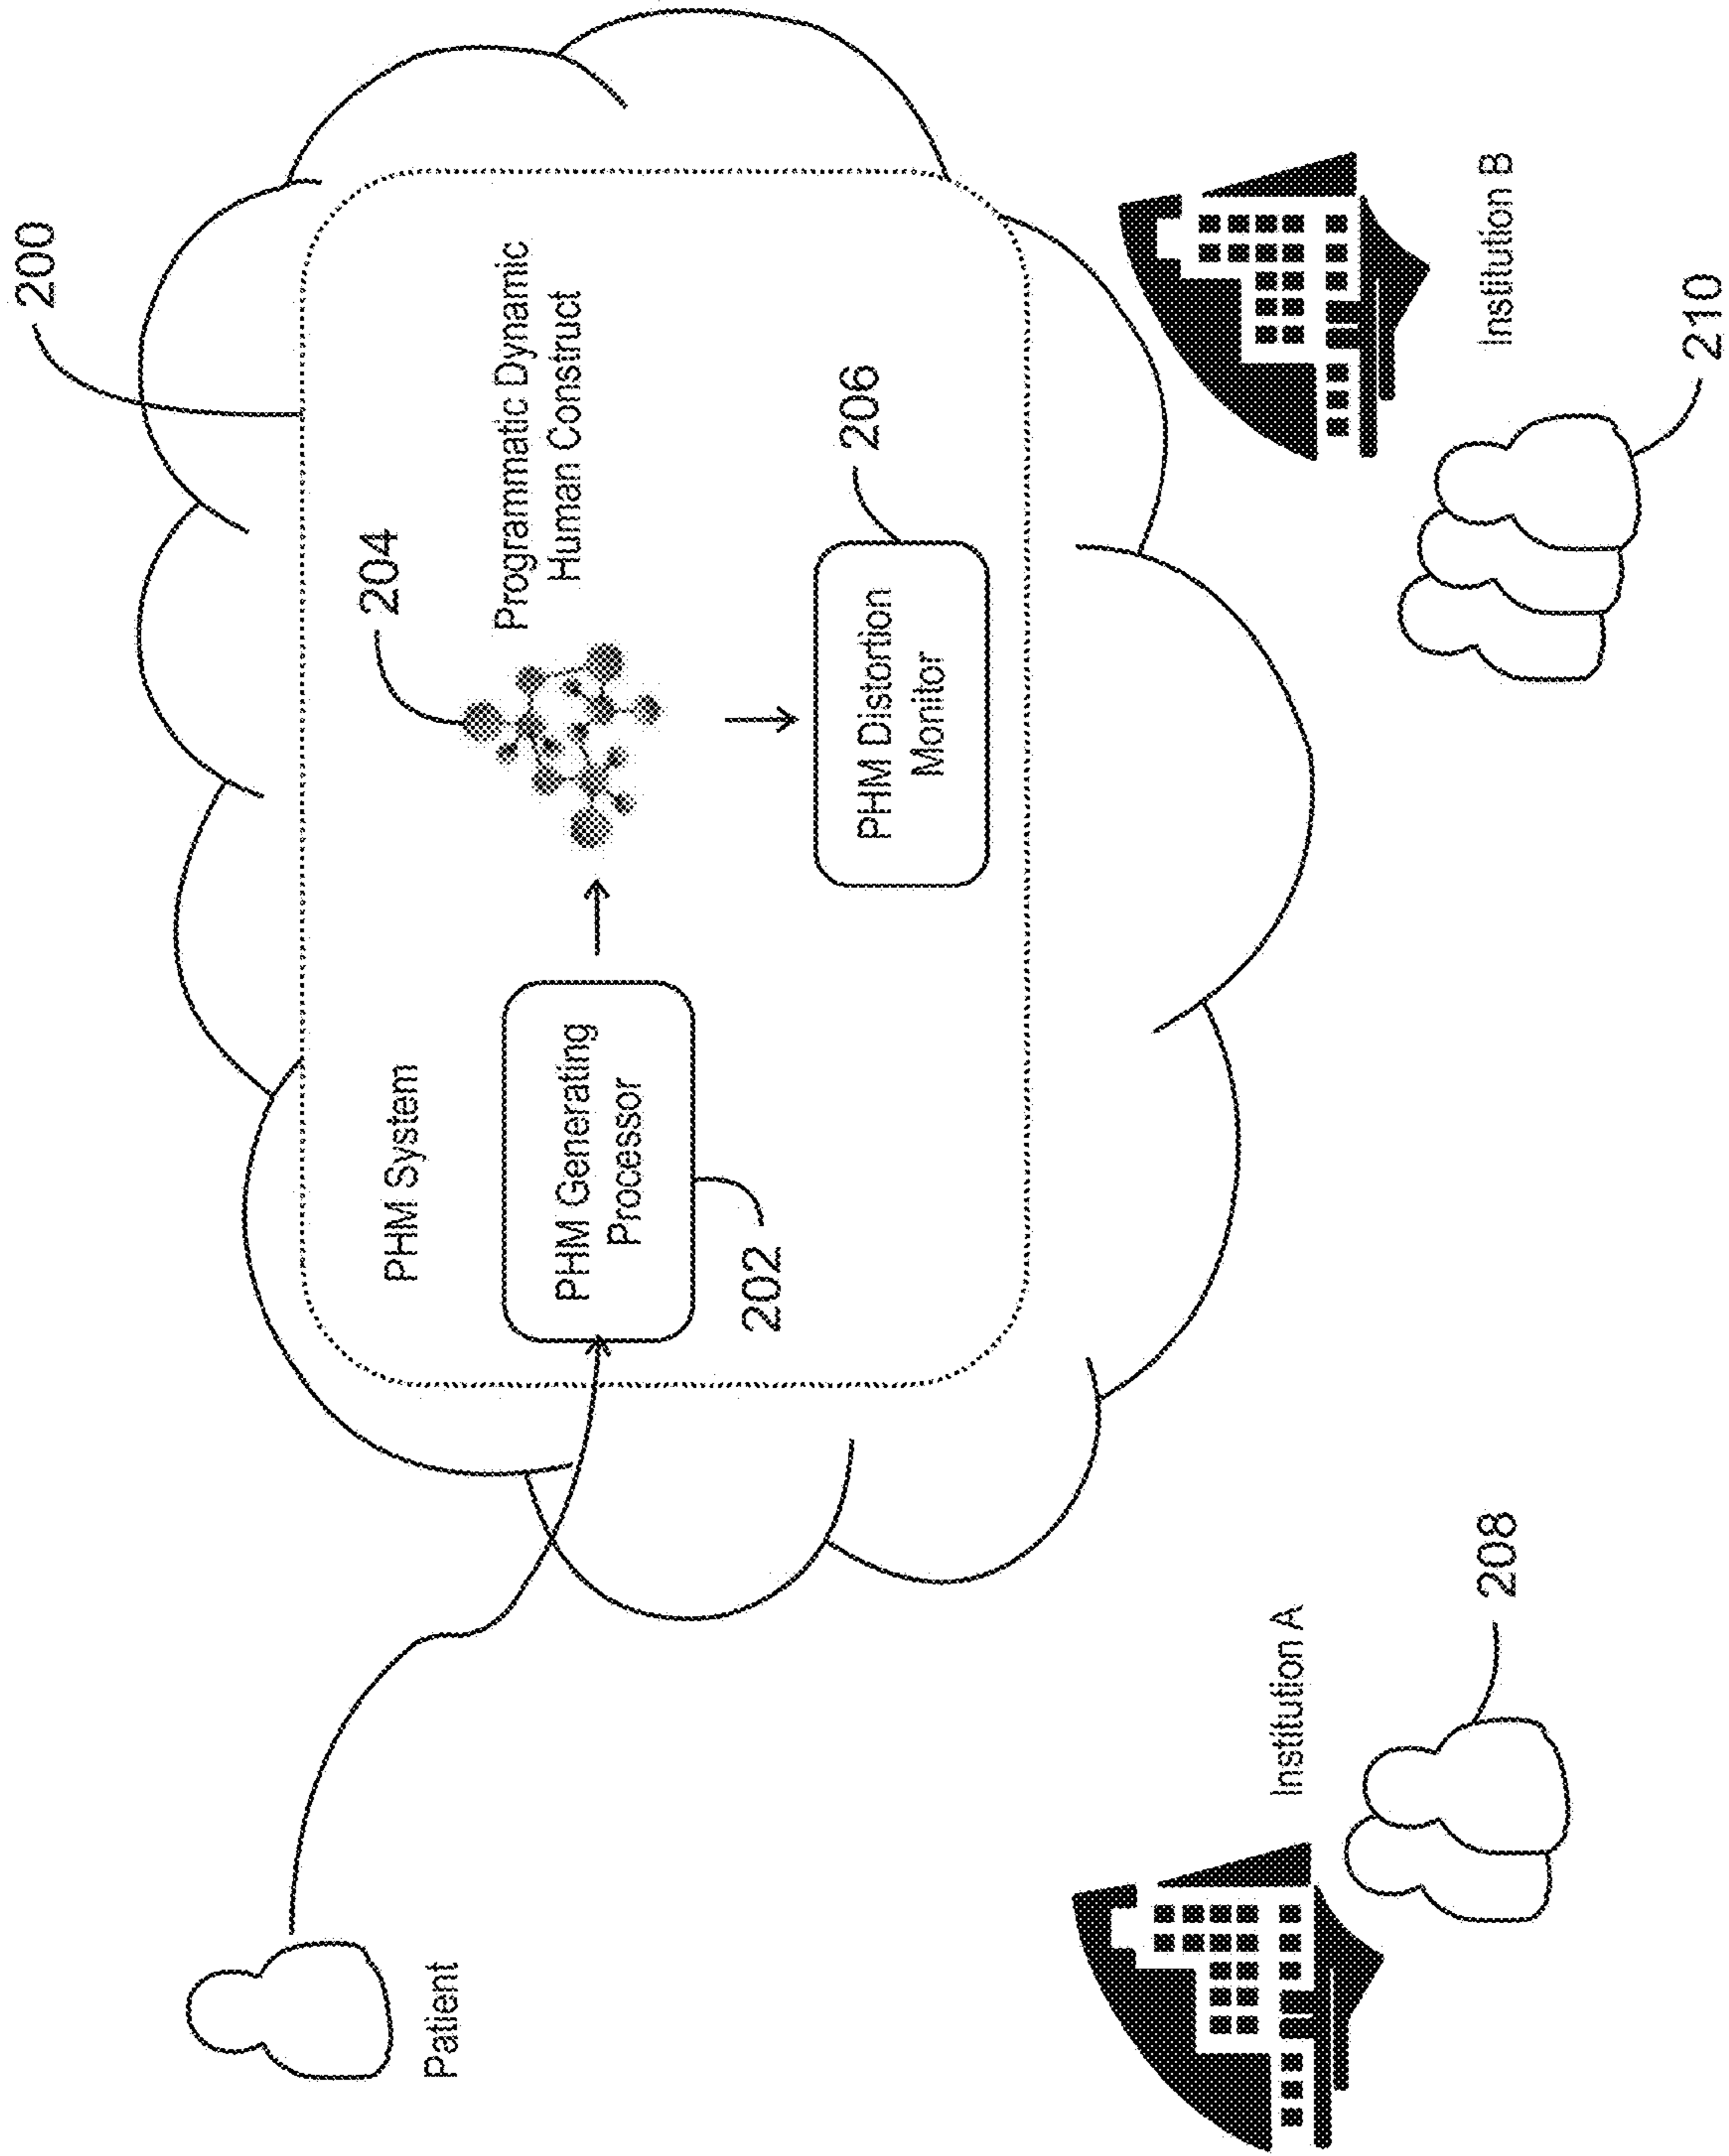 200
PHM System
204
Programmatic Dynamic
Human Construct
PHM Generating
Processor
202
206
PHM Distortion
Monitor
Patient
Institution A
208
Institution B
210